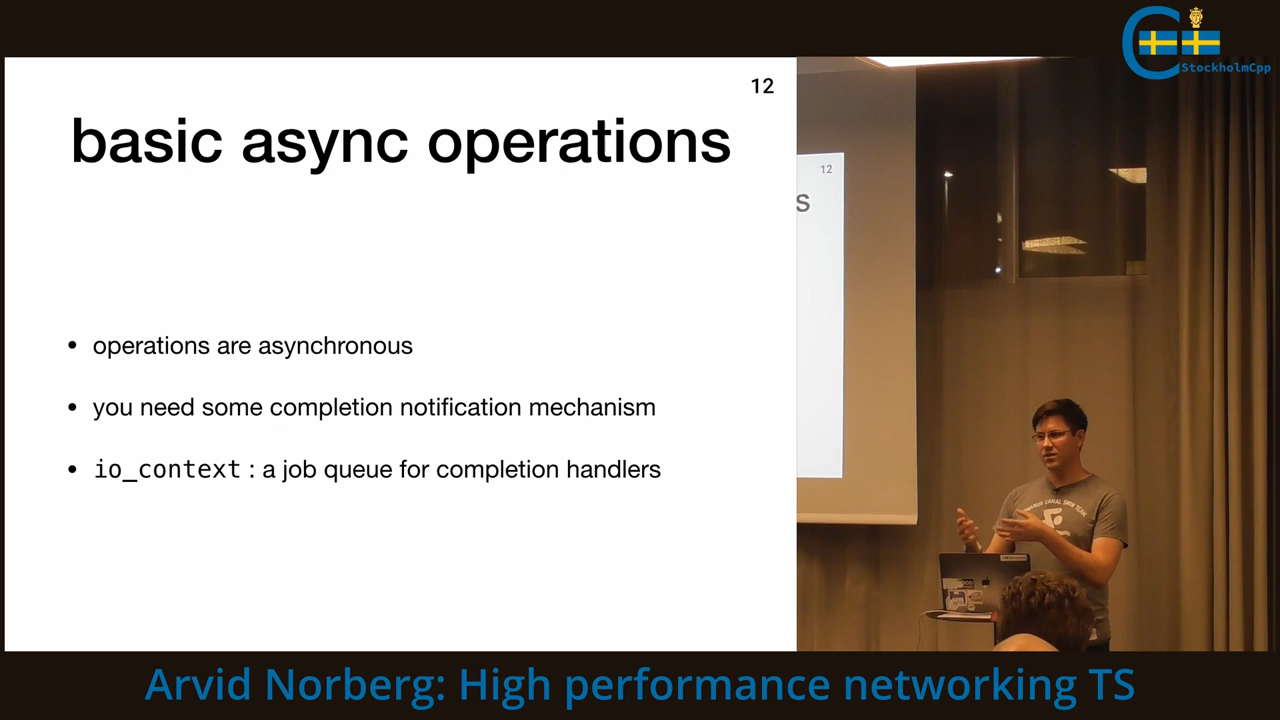 StockholmCpp
12
basic async operations
• operations are asynchronous
• you need some completion notification mechanism
• io_context : a job queue for completion handlers
12
s
Arvid Norberg: High performance networking TS